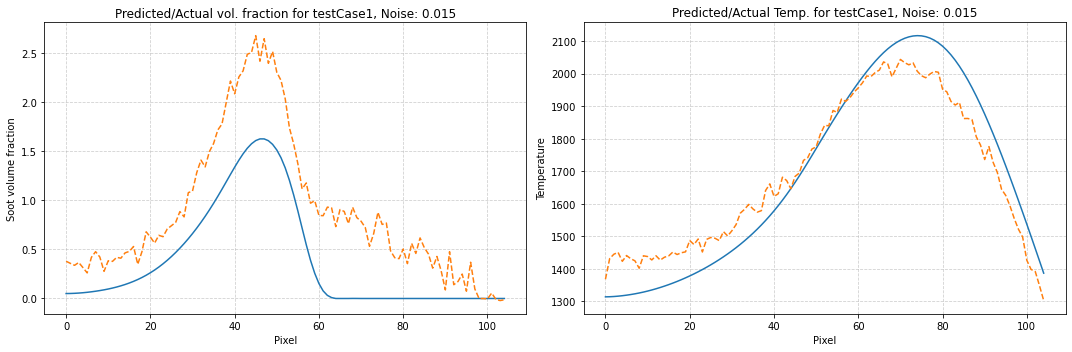 Predicted/Actual vol. fraction for testCase1, Noise: 0.015
Soot volume fraction
2.5
2.0
1.5
1.0
0.5
0.0
0 20 40 60 80 100
Pixel
Predicted/Actual Temp. for testCase1, Noise: 0.015
Temperature
2100
2000
1900
1800
1700
1600
1500
1400
1300
0 20 40 60 80 100
Pixel